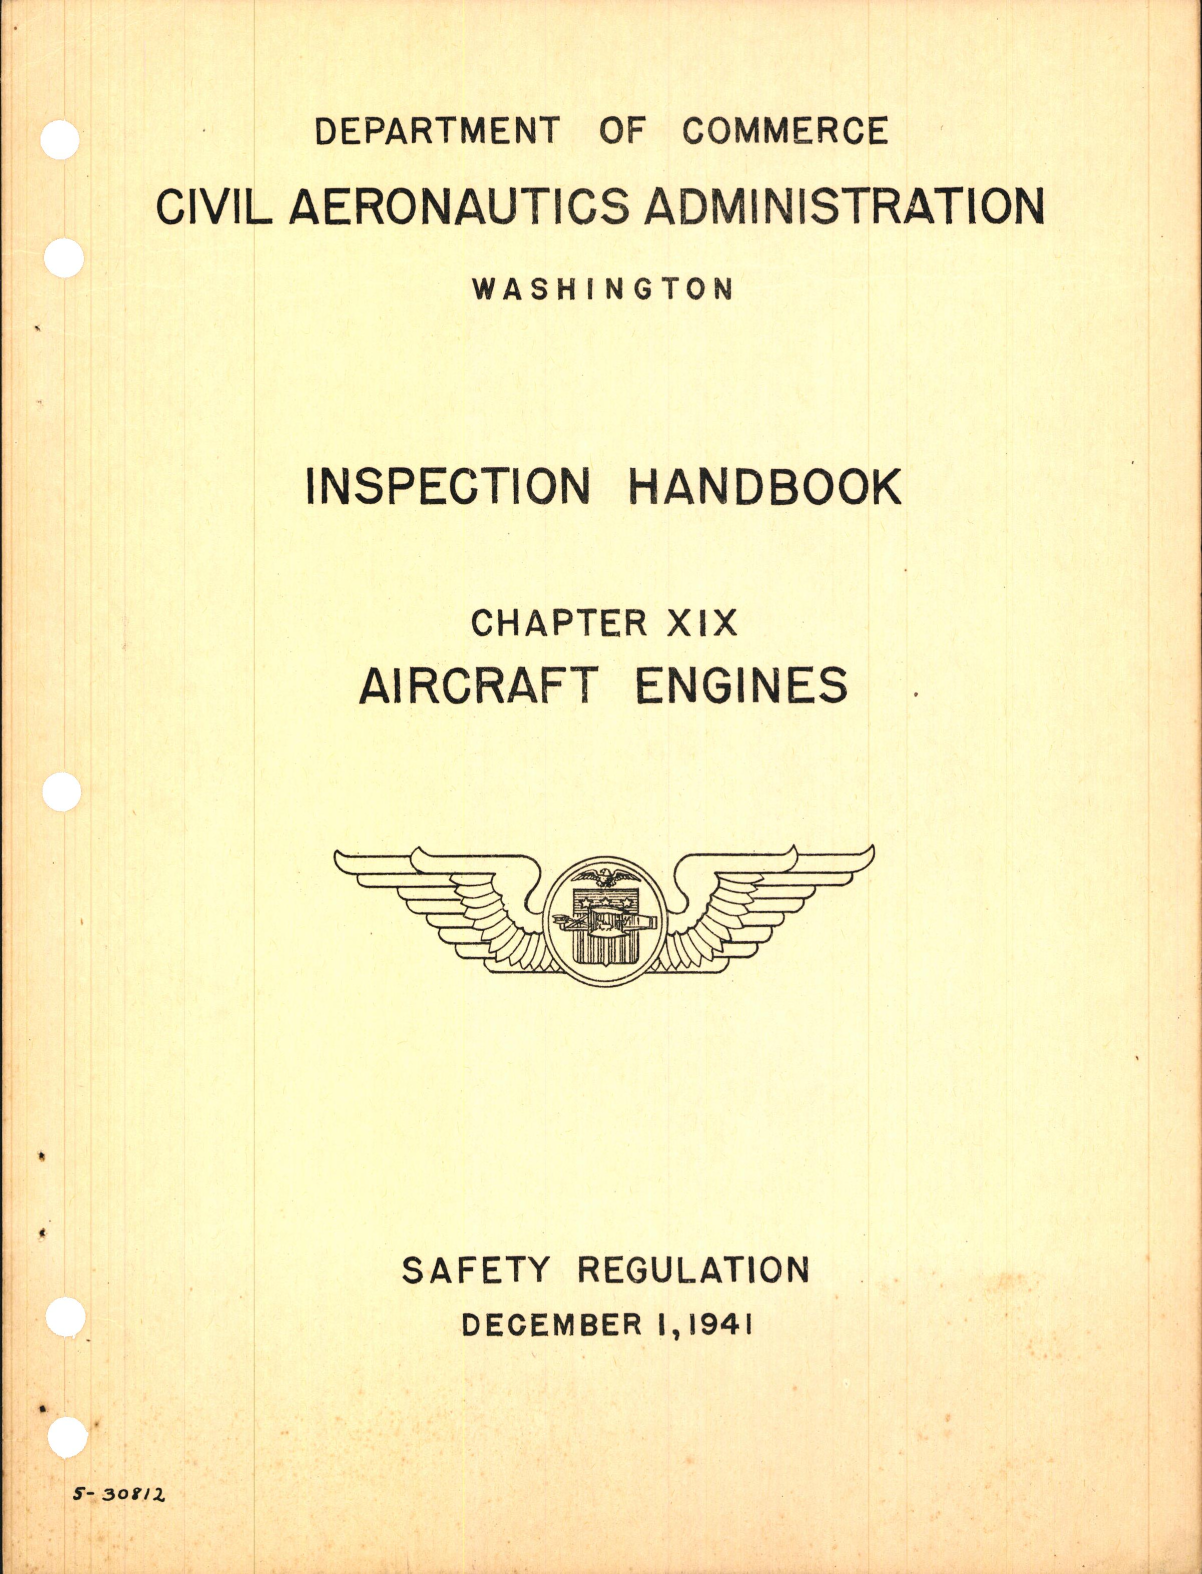 DEPARTMENT OF COMMERCE
CIVIL AERONAUTICS ADMINISTRATION
WASHINGTON
INSPECTION HANDBOOK
CHAPTER XIX
AIRCRAFT ENGINES
SAFETY REGULATION
DECEMBER 1, 1941
5-30812